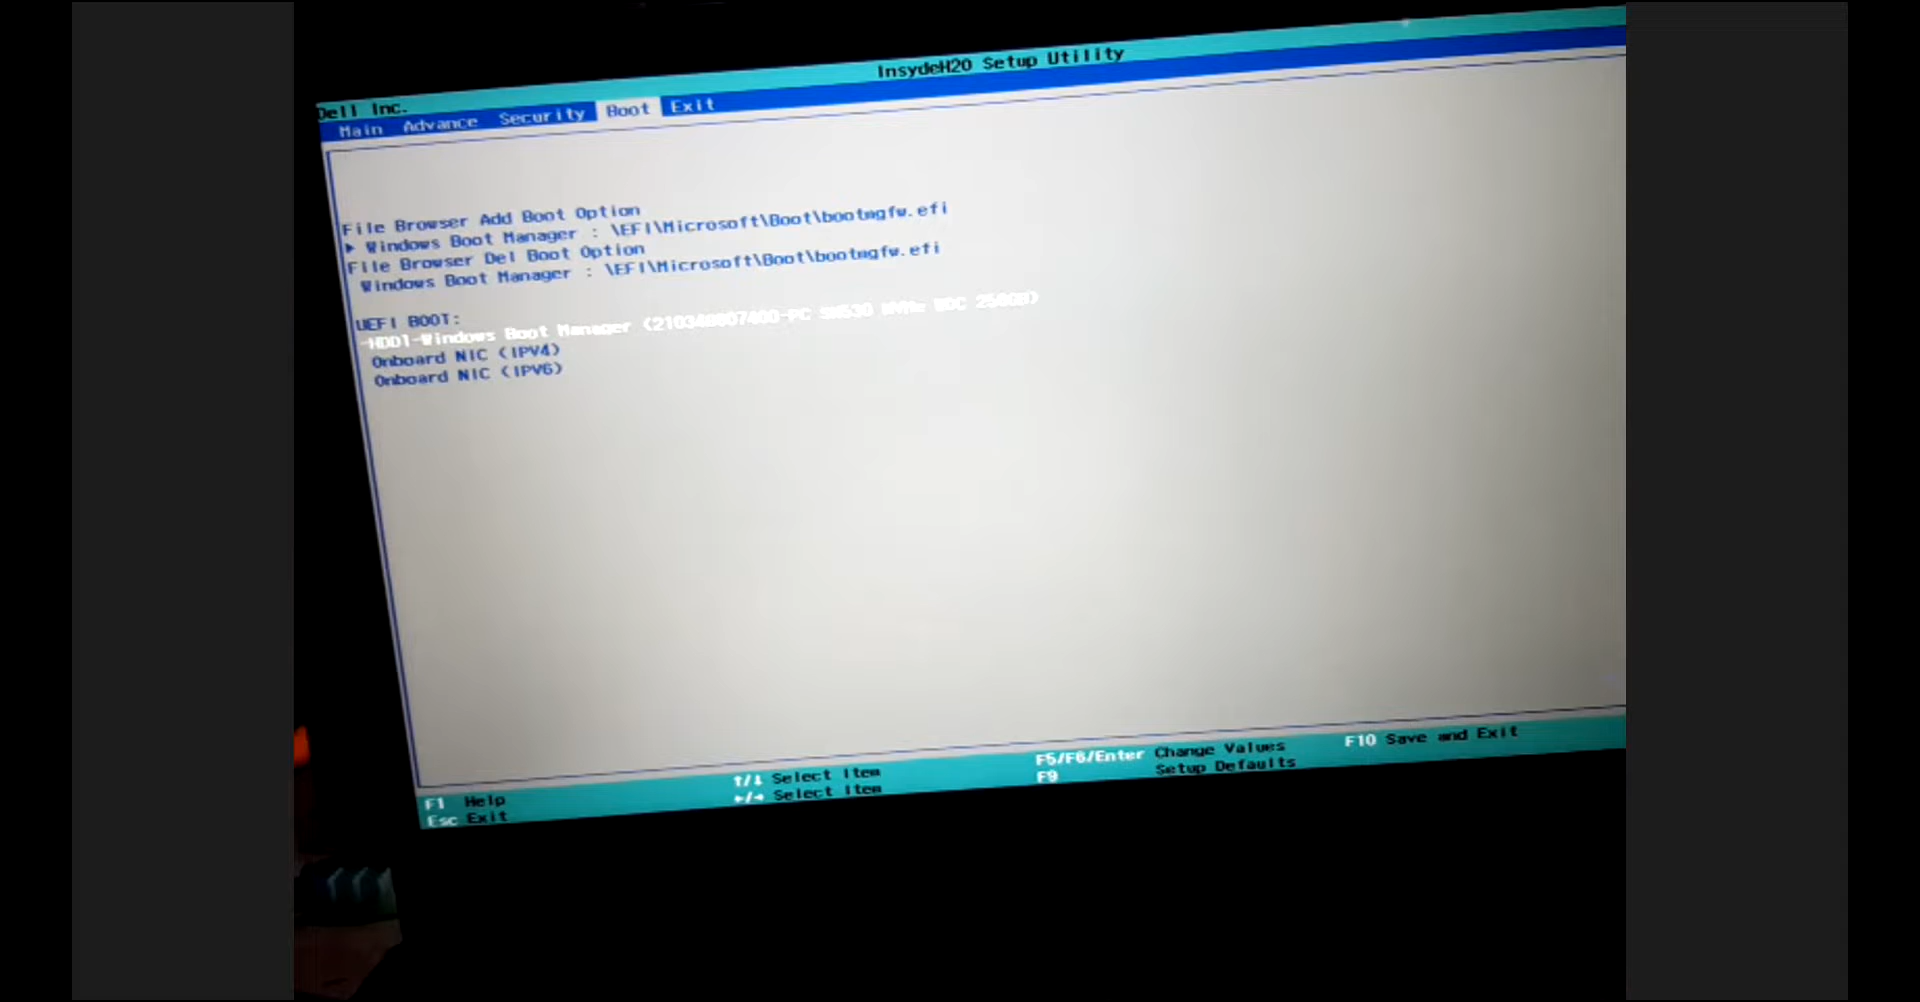 InsydeH20 Setup Utility
Dell Inc.
Main Advance Security Boot Exit
File Browser Add Boot Option
▶ Windows Boot Manager : \EFI\Microsoft\Boot\bootmgfw.efi
File Browser Del Boot Option
Windows Boot Manager : \EFI\Microsoft\Boot\bootmgfw.efi
UEFI BOOT:
-HDD1-Windows Boot Manager PC SN530 NVMe WDC 256GB)
Onboard NIC (IPV4)
Onboard NIC (IPV6)
F1 Help
Esc Exit
↑/↓ Select Item
►/◄ Select Item
F5/F6/Enter Change Values
F9 Setup Defaults
F10 Save and Exit